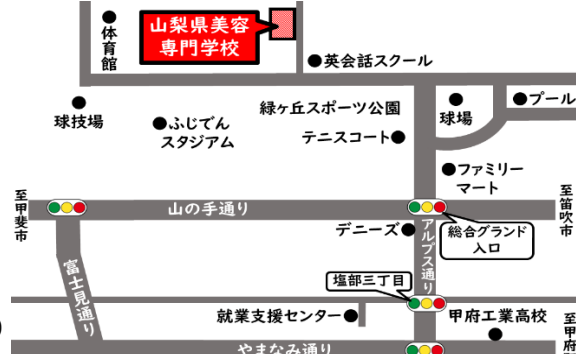 体育館
山梨県美容
専門学校
英会話スクール
球技場
ふじでん
スタジアム
緑ヶ丘スポーツ公園
テニスコート
球場
プール
ファミリー
マート
至甲斐市
山の手通り
至笛吹市
デニーズ
アルプス通り
総合グランド
入口
富士見通り
塩部三丁目
就業支援センター
甲府工業高校
やまなみ通り
至甲府